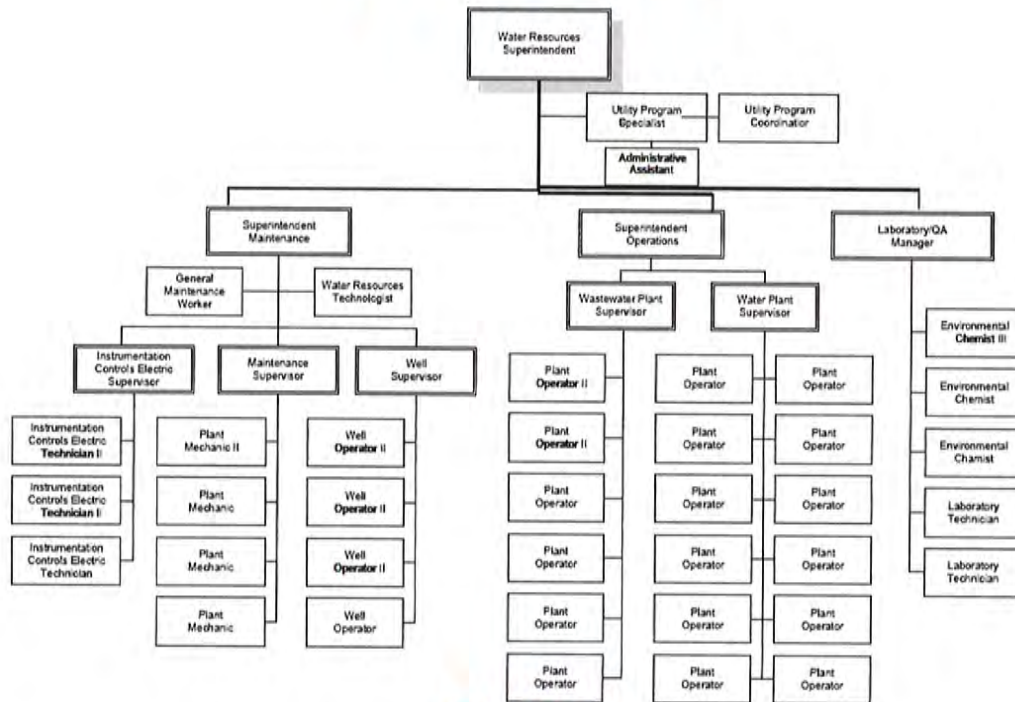 Water Resources
Superintendent
Utility Program
Specialist
Utility Program
Coordinator
Administrative
Assistant
Superintendent
Maintenance
Superintendent
Operations
Laboratory/QA
Manager
General
Maintenance
Worker
Water Resources
Technologist
Wastewater Plant
Supervisor
Water Plant
Supervisor
Instrumentation
Controls Electric
Supervisor
Maintenance
Supervisor
Well
Supervisor
Instrumentation
Controls Electric
Technician II
Instrumentation
Controls Electric
Technician II
Instrumentation
Controls Electric
Technician
Plant
Mechanic II
Plant
Mechanic
Plant
Mechanic
Plant
Mechanic
Well
Operator II
Well
Operator II
Well
Operator II
Well
Operator
Plant
Operator II
Plant
Operator II
Plant
Operator
Plant
Operator
Plant
Operator
Plant
Operator
Plant
Operator
Plant
Operator
Plant
Operator
Plant
Operator
Plant
Operator
Plant
Operator
Plant
Operator
Plant
Operator
Plant
Operator
Plant
Operator
Plant
Operator
Plant
Operator
Environmental
Chemist III
Environmental
Chemist
Environmental
Chemist
Laboratory
Technician
Laboratory
Technician